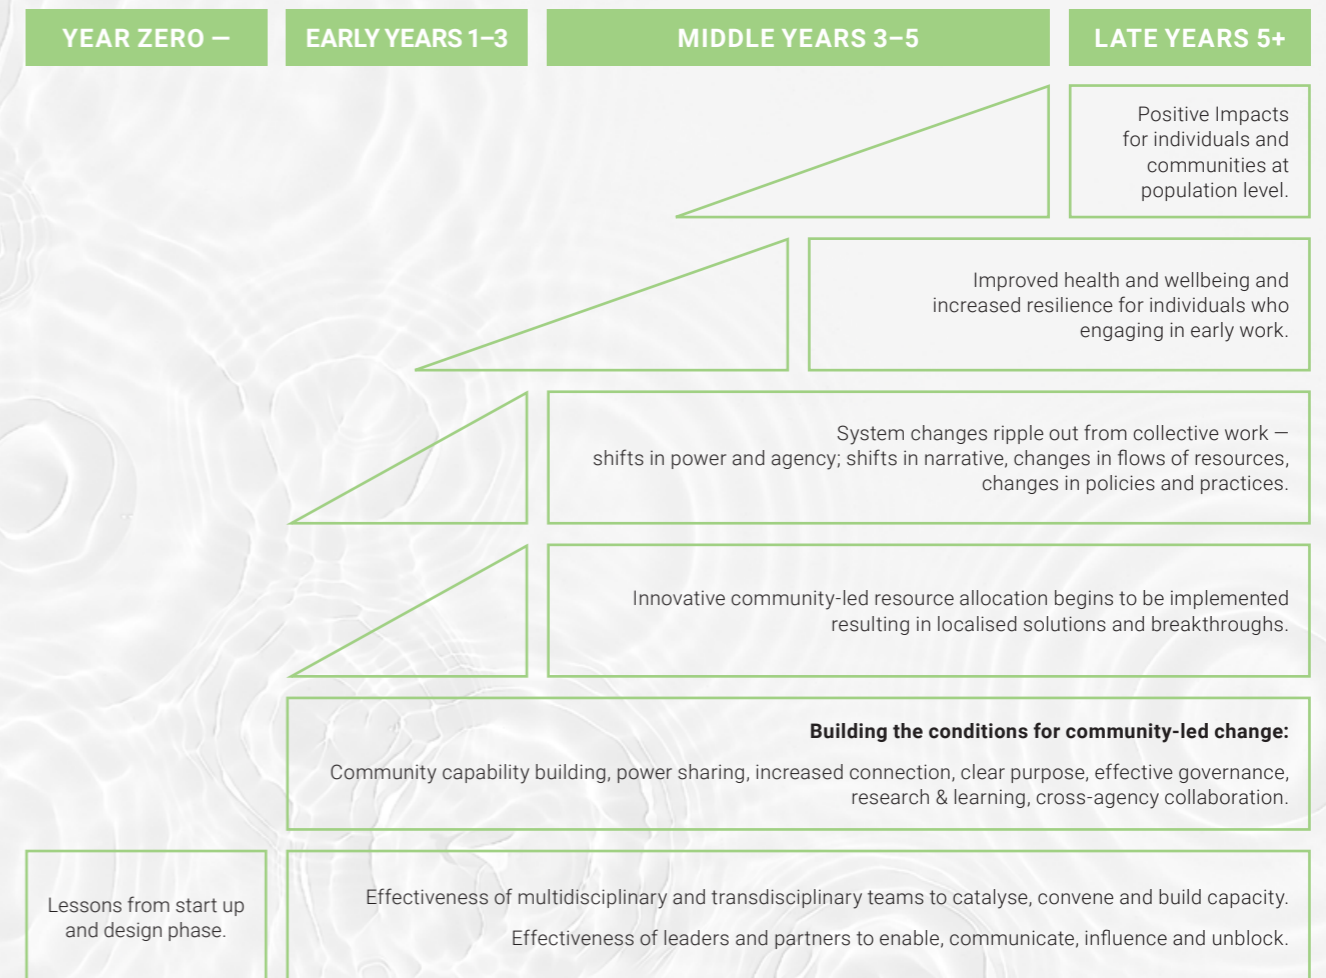 YEAR ZERO —
EARLY YEARS 1–3
MIDDLE YEARS 3–5
LATE YEARS 5+
Positive Impacts
for individuals and
communities at
population level.
Improved health and wellbeing and
increased resilience for individuals who
engaging in early work.
System changes ripple out from collective work —
shifts in power and agency; shifts in narrative, changes in flows of resources,
changes in policies and practices.
Innovative community-led resource allocation begins to be implemented
resulting in localised solutions and breakthroughs.
Building the conditions for community-led change:
Community capability building, power sharing, increased connection, clear purpose, effective governance,
research & learning, cross-agency collaboration.
Lessons from start up
and design phase.
Effectiveness of multidisciplinary and transdisciplinary teams to catalyse, convene and build capacity.
Effectiveness of leaders and partners to enable, communicate, influence and unblock.